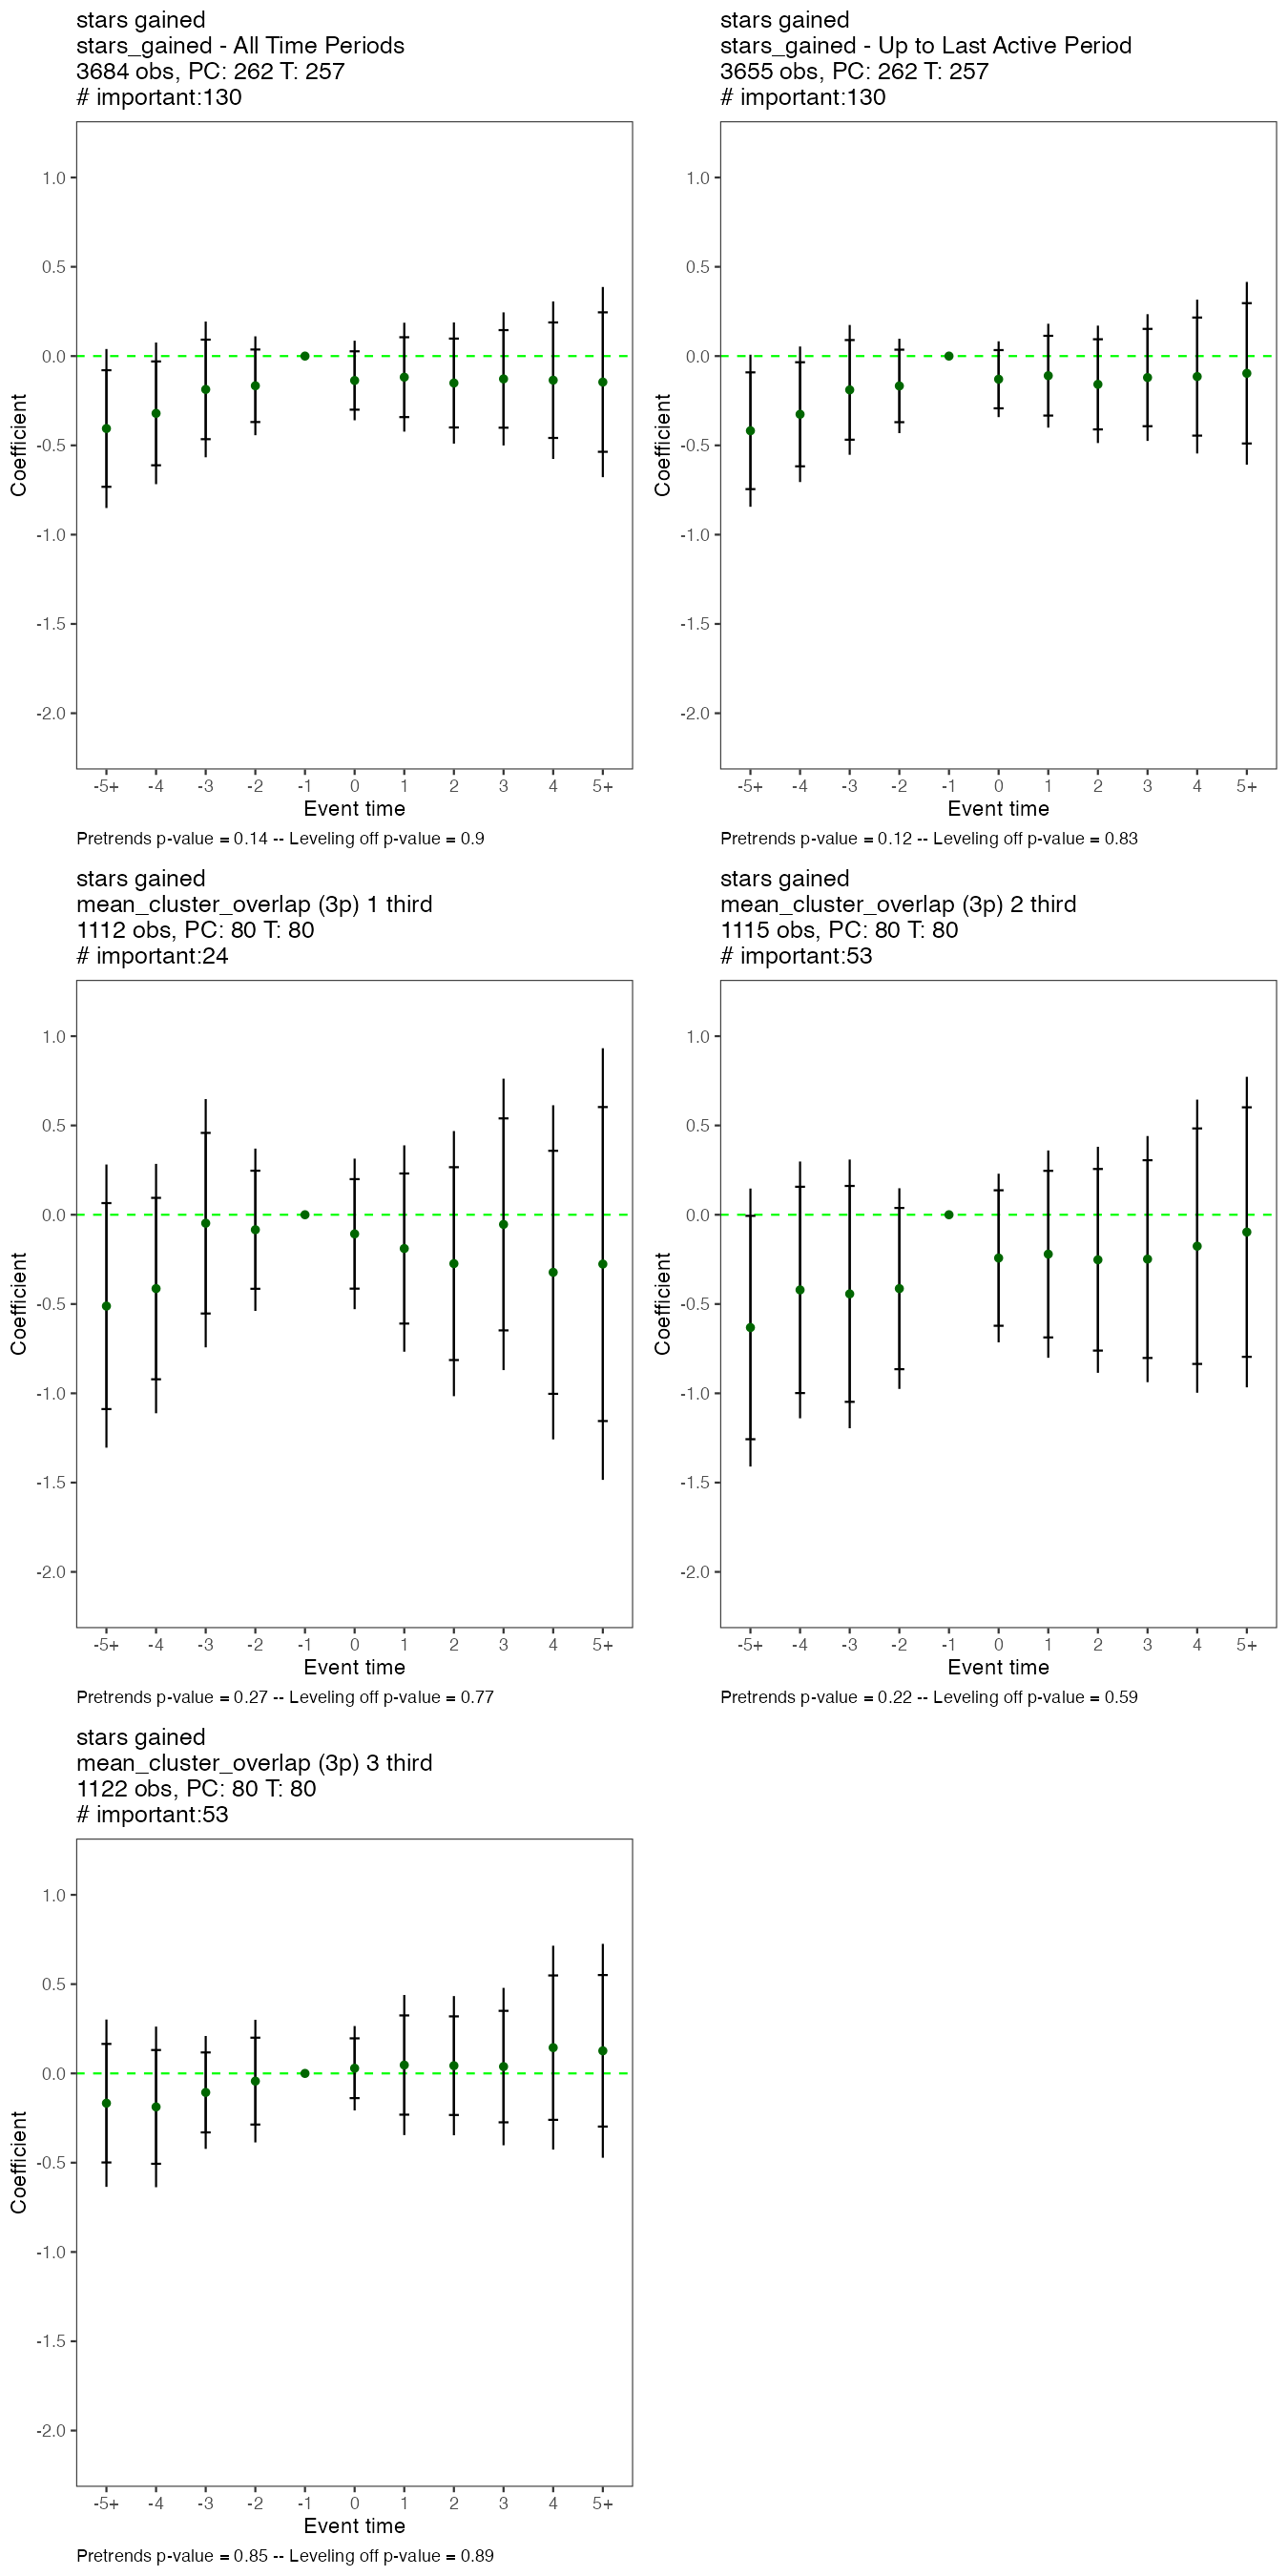 stars gained
stars_gained - All Time Periods
3684 obs, PC: 262 T: 257
# important:130
1.0
0.5
0.0
-0.5
-1.0
-1.5
-2.0
Coefficient
-5+ -4 -3 -2 -1 0 1 2 3 4 5+
Event time
Pretrends p-value = 0.14 -- Leveling off p-value = 0.9
stars gained
stars_gained - Up to Last Active Period
3655 obs, PC: 262 T: 257
# important:130
1.0
0.5
0.0
-0.5
-1.0
-1.5
-2.0
Coefficient
-5+ -4 -3 -2 -1 0 1 2 3 4 5+
Event time
Pretrends p-value = 0.12 -- Leveling off p-value = 0.83
stars gained
mean_cluster_overlap (3p) 1 third
1112 obs, PC: 80 T: 80
# important:24
1.0
0.5
0.0
-0.5
-1.0
-1.5
-2.0
Coefficient
-5+ -4 -3 -2 -1 0 1 2 3 4 5+
Event time
Pretrends p-value = 0.27 -- Leveling off p-value = 0.77
stars gained
mean_cluster_overlap (3p) 2 third
1115 obs, PC: 80 T: 80
# important:53
1.0
0.5
0.0
-0.5
-1.0
-1.5
-2.0
Coefficient
-5+ -4 -3 -2 -1 0 1 2 3 4 5+
Event time
Pretrends p-value = 0.22 -- Leveling off p-value = 0.59
stars gained
mean_cluster_overlap (3p) 3 third
1122 obs, PC: 80 T: 80
# important:53
1.0
0.5
0.0
-0.5
-1.0
-1.5
-2.0
Coefficient
-5+ -4 -3 -2 -1 0 1 2 3 4 5+
Event time
Pretrends p-value = 0.85 -- Leveling off p-value = 0.89